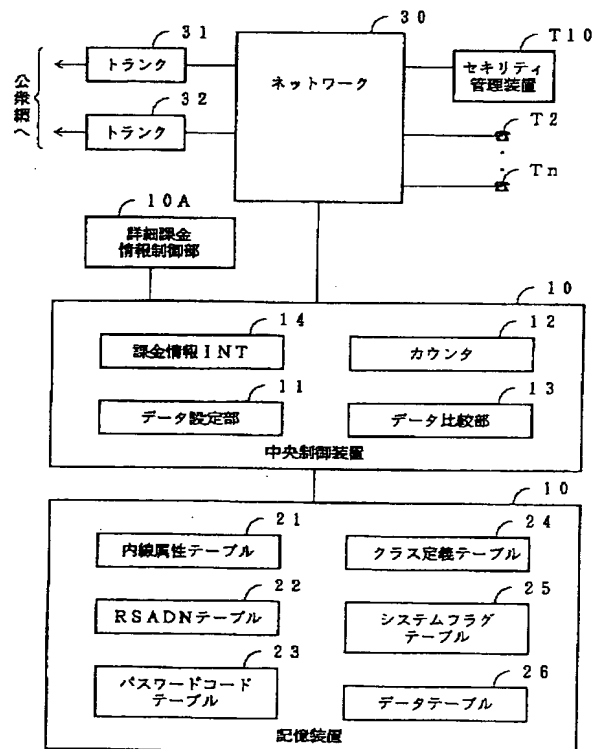 31
トランク
32
トランク
公衆網へ
30
ネットワーク
T10
セキリティ
管理装置
T2
Tn
10A
詳細課金
情報制御部
10
14
課金情報INT
12
カウンタ
11
データ設定部
13
データ比較部
中央制御装置
10
21
内線属性テーブル
24
クラス定義テーブル
22
RSADNテーブル
25
システムフラグ
テーブル
23
パスワードコード
テーブル
26
データテーブル
記憶装置